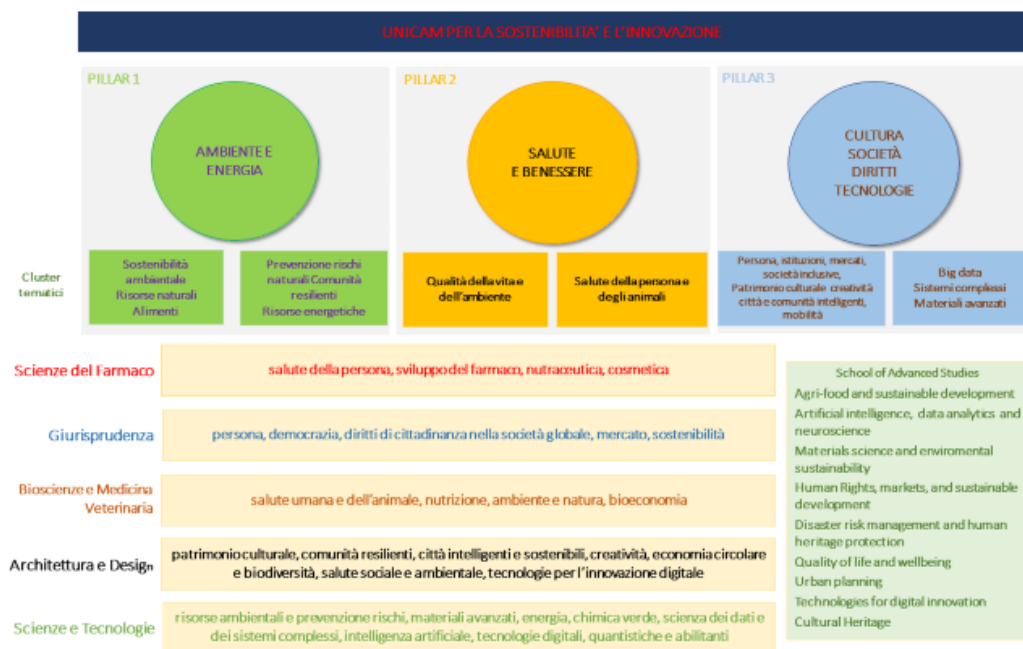 UNICAM PER LA SOSTENIBILITA' E L'INNOVAZIONE
PILLAR 1
AMBIENTE E
ENERGIA
PILLAR 2
SALUTE
E BENESSERE
PILLAR 3
CULTURA
SOCIETÀ
DIRITTI
TECNOLOGIE
Cluster
tematici
Sostenibilità
ambientale
Risorse naturali
Alimenti
Prevenzione rischi
naturali Comunità
resilienti
Risorse energetiche
Qualità della vita e
dell'ambiente
Salute della persona e
degli animali
Persona, istituzioni, mercati,
società inclusive,
Patrimonio culturale creatività
città e comunità intelligenti,
mobilità
Big data
Sistemi complessi
Materiali avanzati
Scienze del Farmaco
salute della persona, sviluppo del farmaco, nutraceutica, cosmetica
Giurisprudenza
persona, democrazia, diritti di cittadinanza nella società globale, mercato, sostenibilità
Bioscienze e Medicina
Veterinaria
salute umana e dell'animale, nutrizione, ambiente e natura, bioeconomia
Architettura e Design
patrimonio culturale, comunità resilienti, città intelligenti e sostenibili, creatività, economia circolare
e biodiversità, salute sociale e ambientale, tecnologie per l'innovazione digitale
Scienze e Tecnologie
risorse ambientali e prevenzione rischi, materiali avanzati, energia, chimica verde, scienza dei dati e
dei sistemi complessi, intelligenza artificiale, tecnologie digitali, quantistiche e abilitanti
School of Advanced Studies
Agri-food and sustainable development
Artificial intelligence, data analytics and
neuroscience
Materials science and enviromental
sustainability
Human Rights, markets, and sustainable
development
Disaster risk management and human
heritage protection
Quality of life and wellbeing
Urban planning
Technologies for digital innovation
Cultural Heritage